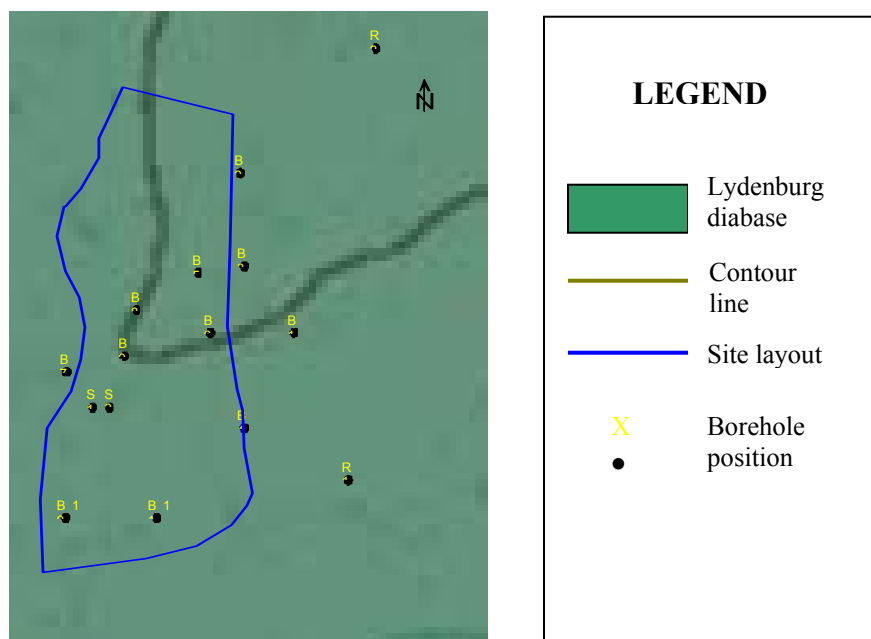 R
N
B
B
B
B
B
B
B
B
S S
B
R
B 1
B 1
LEGEND
Lydenburg
diabase
Contour
line
Site layout
X
Borehole
position